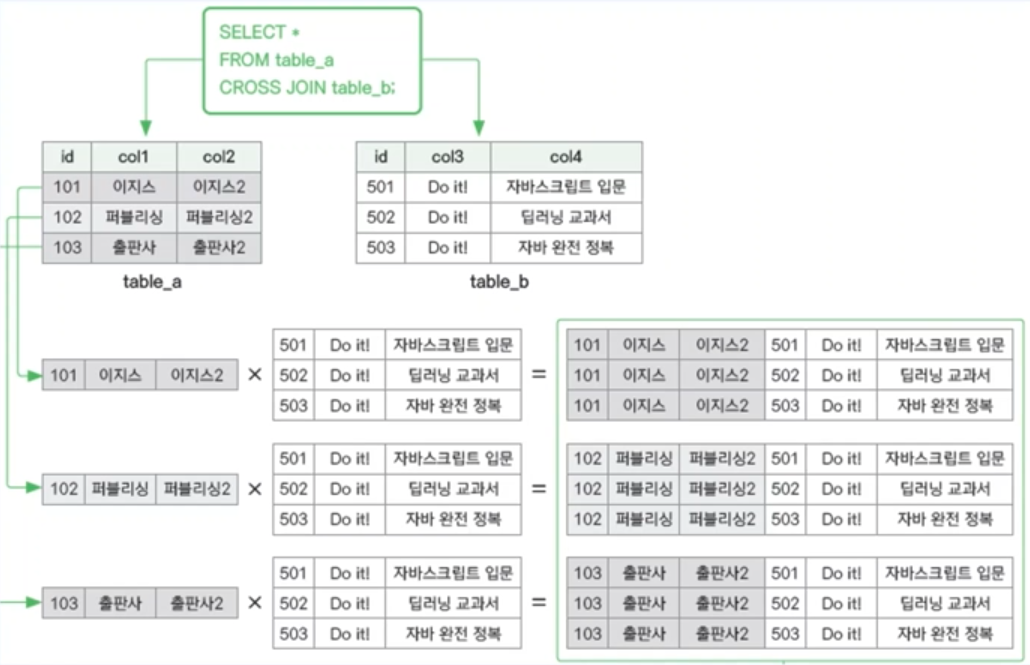 SELECT *
FROM table_a
CROSS JOIN table_b;
id col1 col2
101 이지스 이지스2
102 퍼블리싱 퍼블리싱2
103 출판사 출판사2
table_a
id col3 col4
501 Do it! 자바스크립트 입문
502 Do it! 딥러닝 교과서
503 Do it! 자바 완전 정복
table_b
101 이지스 이지스2
×
501 Do it! 자바스크립트 입문
502 Do it! 딥러닝 교과서
503 Do it! 자바 완전 정복
=
101 이지스 이지스2 501 Do it! 자바스크립트 입문
101 이지스 이지스2 502 Do it! 딥러닝 교과서
101 이지스 이지스2 503 Do it! 자바 완전 정복
102 퍼블리싱 퍼블리싱2
×
501 Do it! 자바스크립트 입문
502 Do it! 딥러닝 교과서
503 Do it! 자바 완전 정복
=
102 퍼블리싱 퍼블리싱2 501 Do it! 자바스크립트 입문
102 퍼블리싱 퍼블리싱2 502 Do it! 딥러닝 교과서
102 퍼블리싱 퍼블리싱2 503 Do it! 자바 완전 정복
103 출판사 출판사2
×
501 Do it! 자바스크립트 입문
502 Do it! 딥러닝 교과서
503 Do it! 자바 완전 정복
=
103 출판사 출판사2 501 Do it! 자바스크립트 입문
103 출판사 출판사2 502 Do it! 딥러닝 교과서
103 출판사 출판사2 503 Do it! 자바 완전 정복